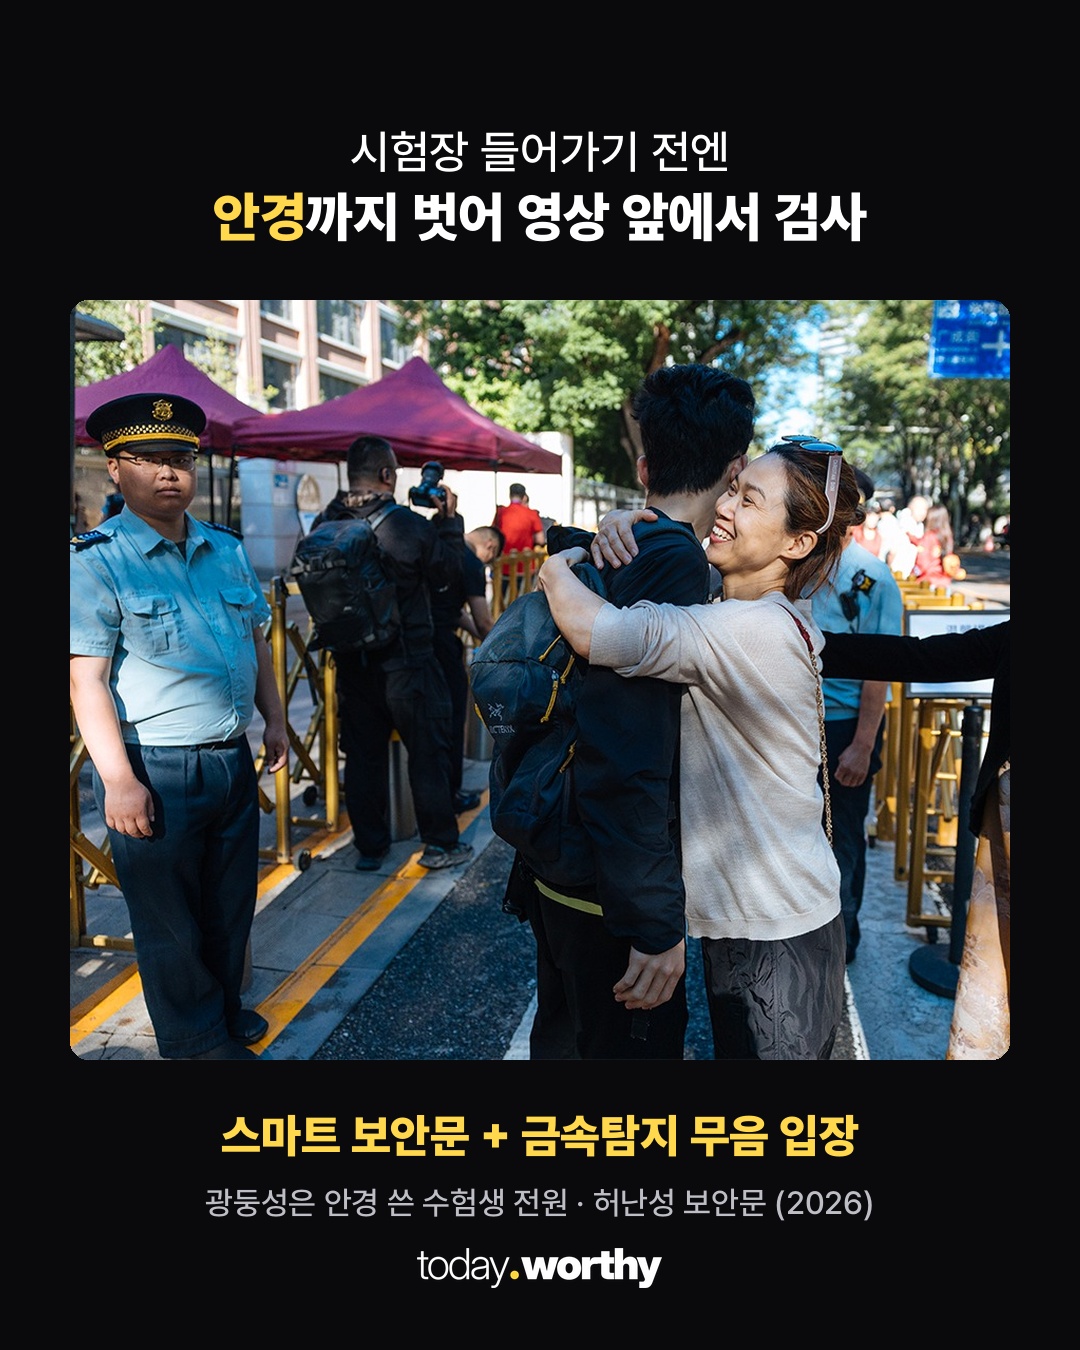 시험장 들어가기 전엔
안경까지 벗어 영상 앞에서 검사
스마트 보안문 + 금속탐지 무음 입장
광둥성은 안경 쓴 수험생 전원 · 허난성 보안문 (2026)
today.worthy